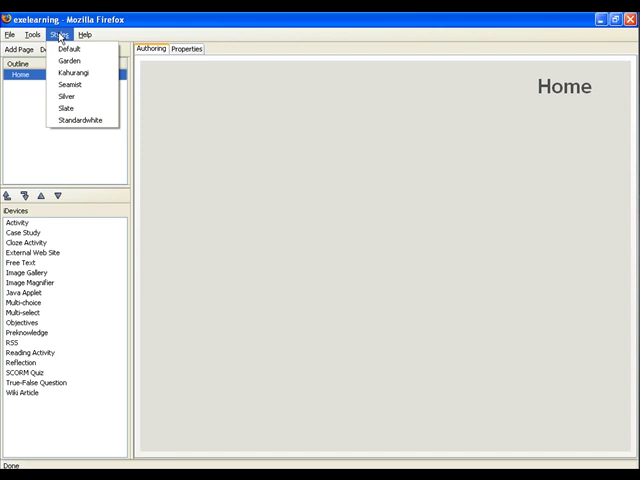 exelearning - Mozilla Firefox
File Tools Styles Help
Add Page
Authoring Properties
Outline
Home
Default
Garden
Kahurangi
Seamist
Silver
Slate
Standardwhite
Home
iDevices
Activity
Case Study
Cloze Activity
External Web Site
Free Text
Image Gallery
Image Magnifier
Java Applet
Multi-choice
Multi-select
Objectives
Preknowledge
RSS
Reading Activity
Reflection
SCORM Quiz
True-False Question
Wiki Article
Done